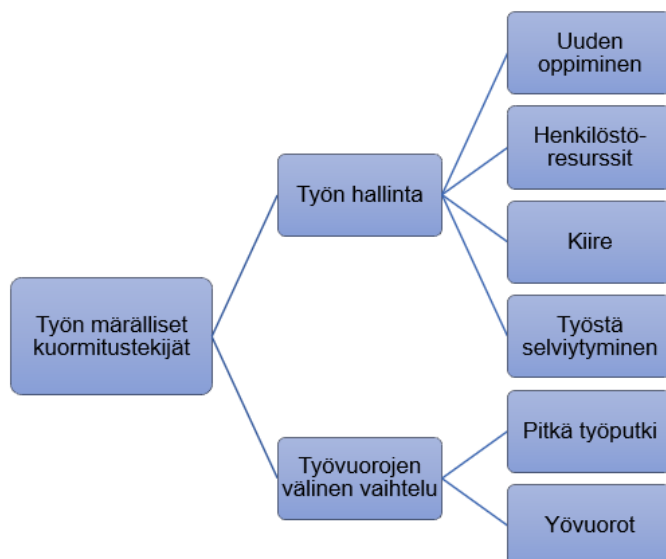 Työn märälliset
kuormitustekijät
Työn hallinta
Uuden
oppiminen
Henkilöstö-
resurssit
Kiire
Työstä
selviytyminen
Työvuorojen
välinen vaihtelu
Pitkä työputki
Yövuorot